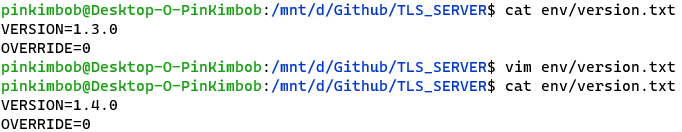 pinkimbob@Desktop-O-PinKimbob:/mnt/d/Github/TLS_SERVER$ cat env/version.txt
VERSION=1.3.0
OVERRIDE=0
pinkimbob@Desktop-O-PinKimbob:/mnt/d/Github/TLS_SERVER$ vim env/version.txt
pinkimbob@Desktop-O-PinKimbob:/mnt/d/Github/TLS_SERVER$ cat env/version.txt
VERSION=1.4.0
OVERRIDE=0